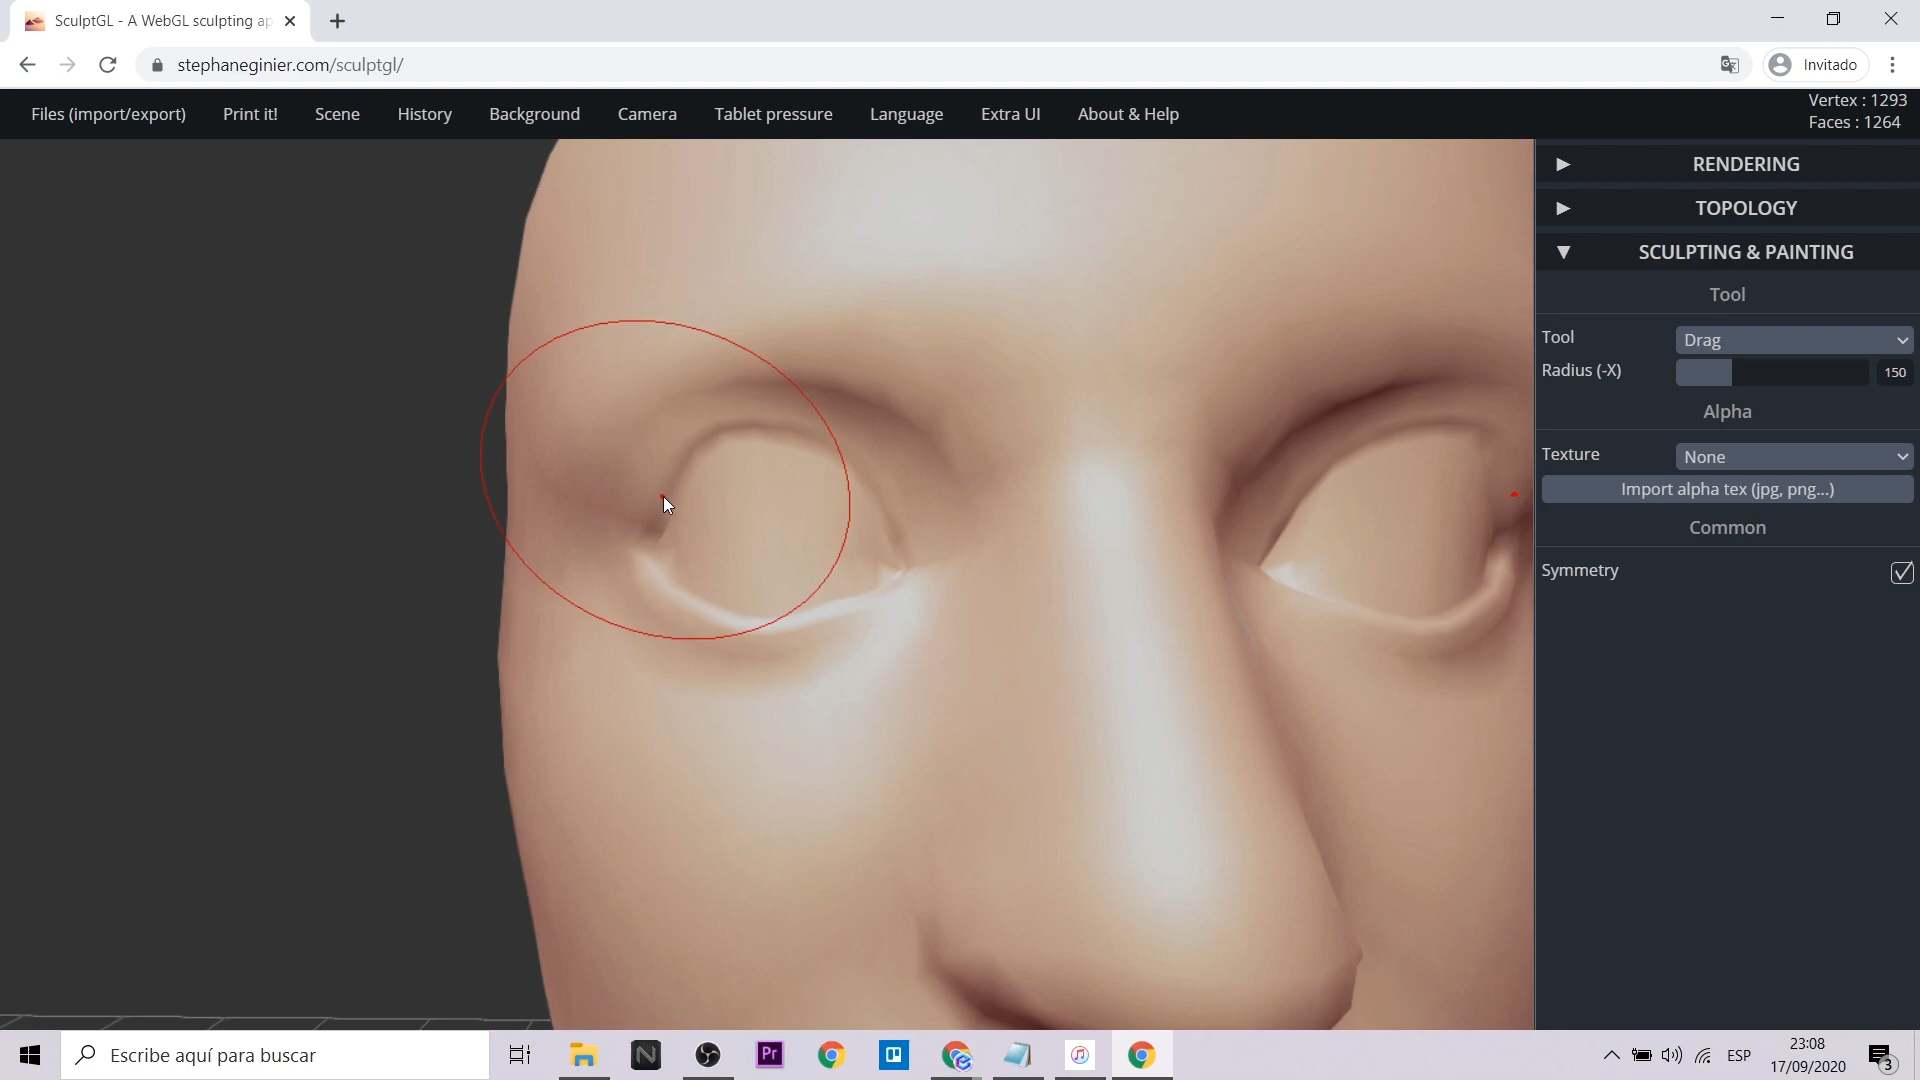 SculptGL - A WebGL sculpting ap
stephaneginier.com/sculptgl/
Invitado
Files (import/export) Print it! Scene History Background Camera Tablet pressure Language Extra UI About & Help
Vertex : 1293
Faces : 1264
RENDERING
TOPOLOGY
SCULPTING & PAINTING
Tool
Tool Drag
Radius (-X) 150
Alpha
Texture None
Import alpha tex (jpg, png...)
Common
Symmetry
Escribe aquí para buscar
Pr
ESP
23:08
17/09/2020
3